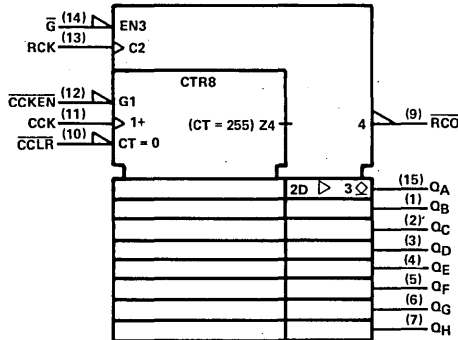 G (14) EN3
RCK (13) C2
CTR8
CCKEN (12) G1
CCK (11) 1+ (CT = 255) Z4 4 (9) RCO
CCLR (10) CT = 0
2D ▷ 3 (15) QA
(1) QB
(2) QC
(3) QD
(4) QE
(5) QF
(6) QG
(7) QH